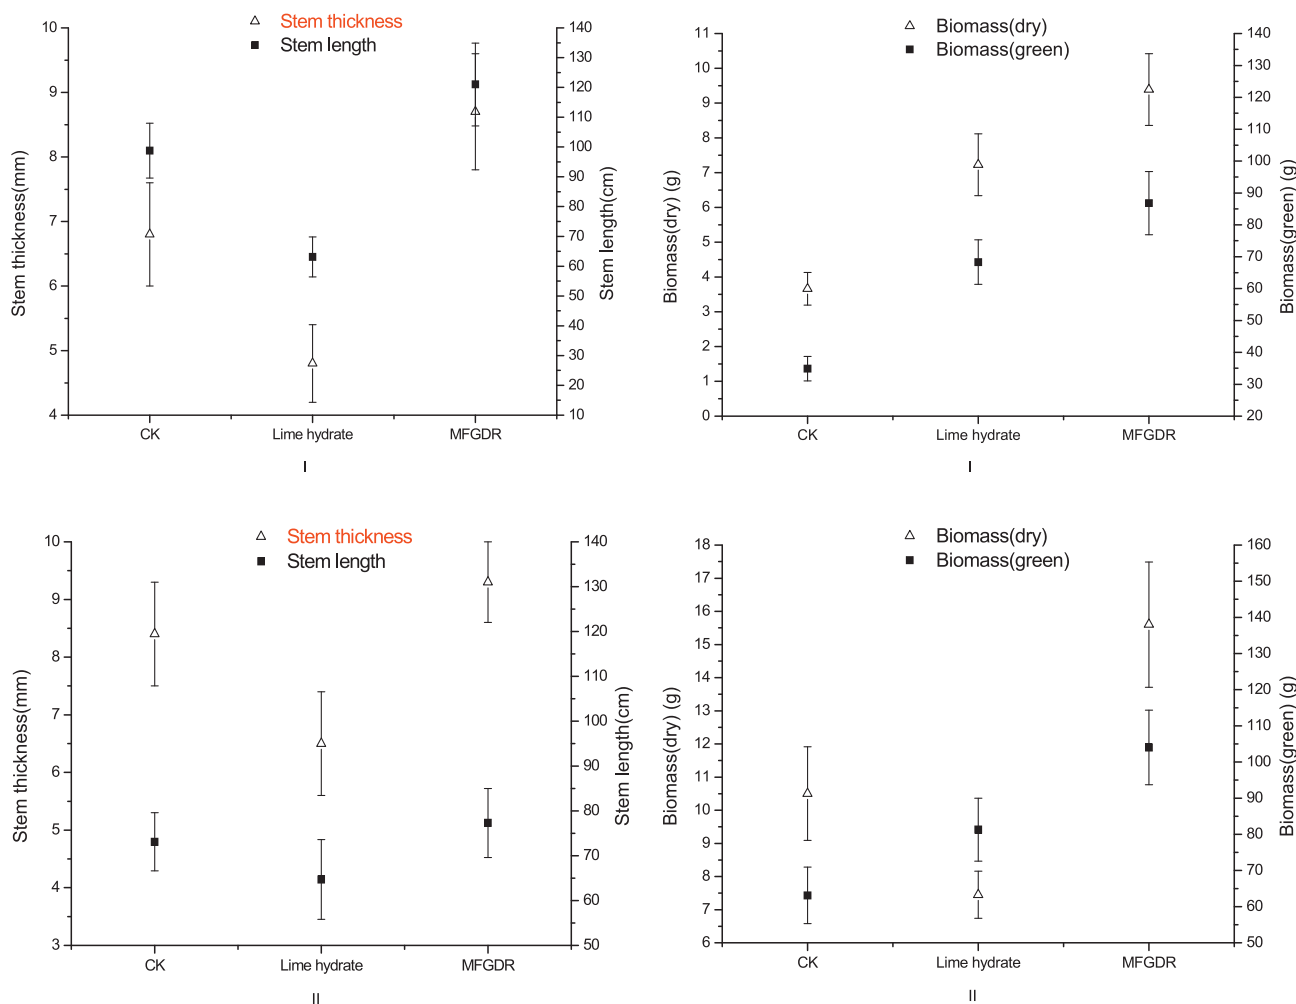 Stem thickness
Stem length
10
9
8
7
6
5
4
Stem thickness(mm)
140
130
120
110
100
90
80
70
60
50
40
30
20
10
Stem length(cm)
CK
Lime hydrate
MFGDR
I
Biomass(dry)
Biomass(green)
11
10
9
8
7
6
5
4
3
2
1
0
Biomass(dry) (g)
140
130
120
110
100
90
80
70
60
50
40
30
20
Biomass(green) (g)
CK
Lime hydrate
MFGDR
I
Stem thickness
Stem length
10
9
8
7
6
5
4
3
Stem thickness(mm)
140
130
120
110
100
90
80
70
60
50
Stem length(cm)
CK
Lime hydrate
MFGDR
II
Biomass(dry)
Biomass(green)
18
17
16
15
14
13
12
11
10
9
8
7
6
Biomass(dry) (g)
160
150
140
130
120
110
100
90
80
70
60
50
Biomass(green) (g)
CK
Lime hydrate
MFGDR
II